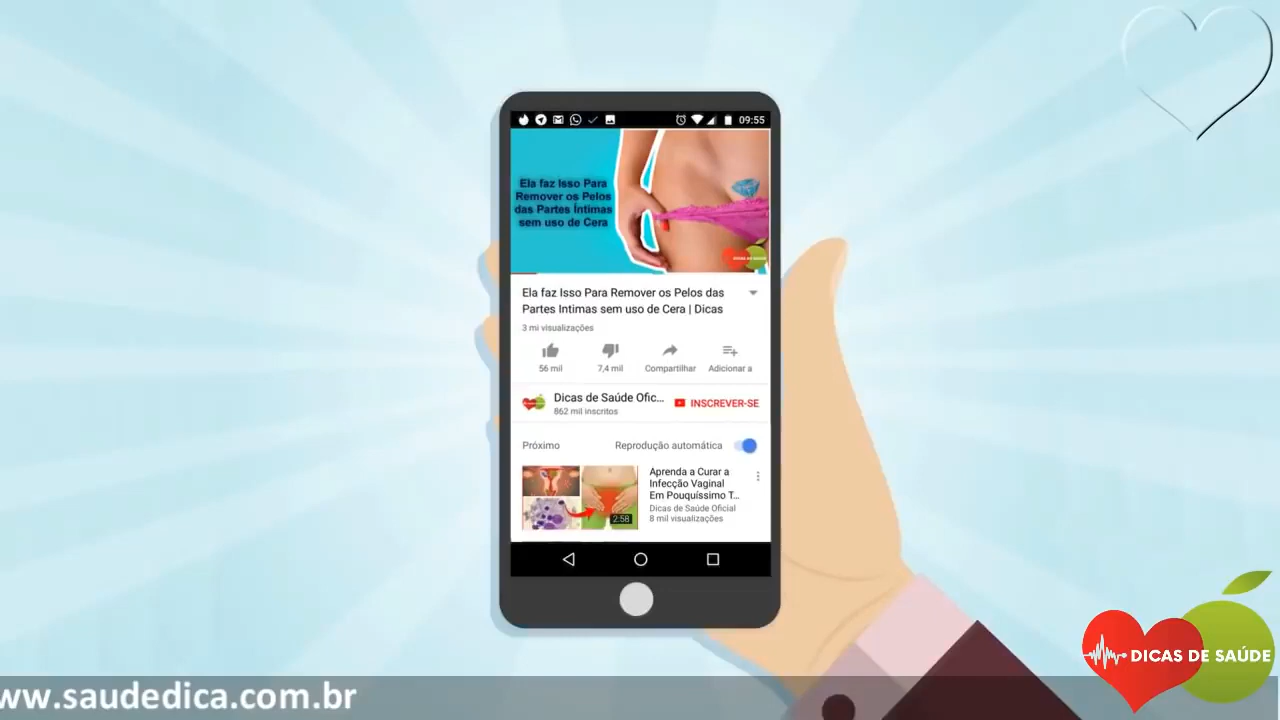 09:55
Ela faz Isso Para
Remover os Pelos
das Partes Íntimas
sem uso de Cera
DICAS DE SAÚDE
Ela faz Isso Para Remover os Pelos das
Partes Intimas sem uso de Cera | Dicas
3 mi visualizações
56 mil
7,4 mil
Compartilhar
Adicionar a
Dicas de Saúde Ofic...
862 mil inscritos
INSCREVER-SE
Próximo
Reprodução automática
2:58
Aprenda a Curar a
Infecção Vaginal
Em Pouquíssimo T...
Dicas de Saúde Oficial
8 mil visualizações
DICAS DE SAÚDE
ww.saudedica.com.br